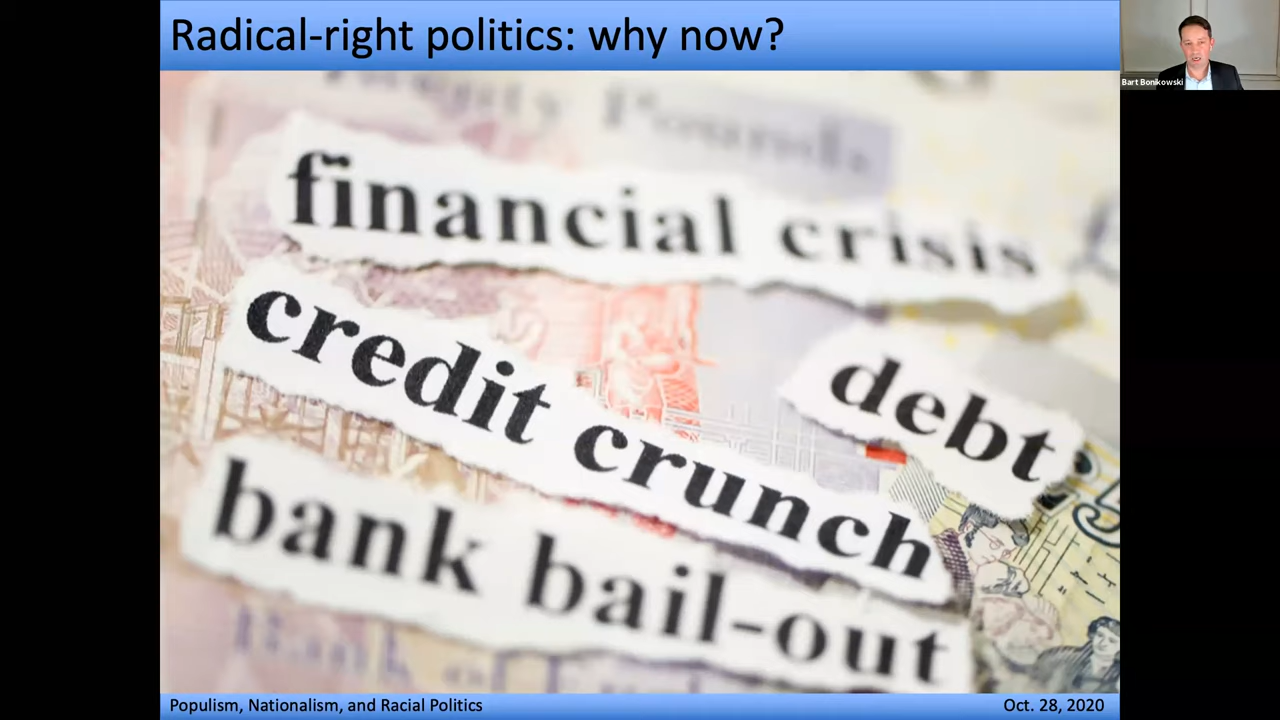 Radical-right politics: why now?
Bart Bonikowski
financial crisis
credit crunch
debt
bank bail-out
Populism, Nationalism, and Racial Politics
Oct. 28, 2020